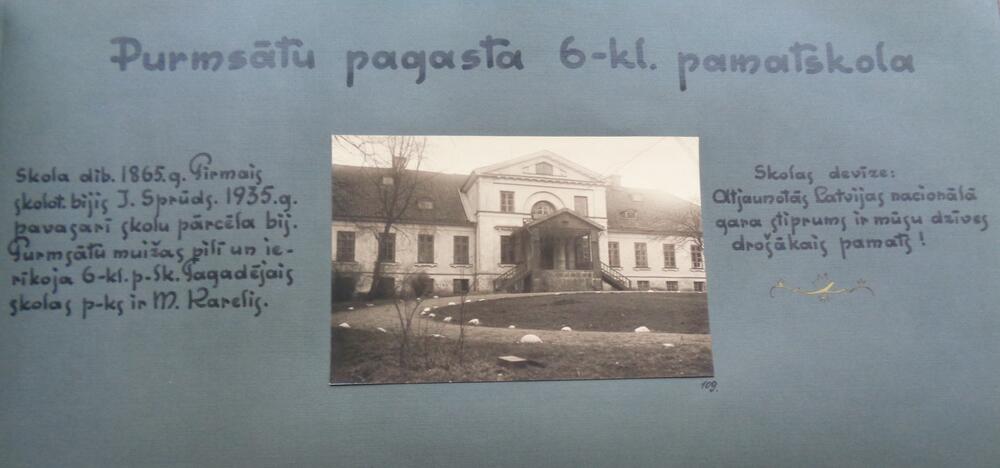 Purmsātu pagasta 6-kl. pamatskola
Skola dib. 1865.g. Pirmais
skolot. bijis J. Sprūds. 1935.g.
pavasarī skolu pārcēla bij.
Purmsātu muižas pilī un ie-
rīkoja 6-kl. p-šk. Tagadējais
skolas p-ks ir M. Karelis.
Skolas devīze:
Atjaunotās Latvijas nacionālā
gara stiprums ir mūsu dzīves
drošākais pamats!
109.